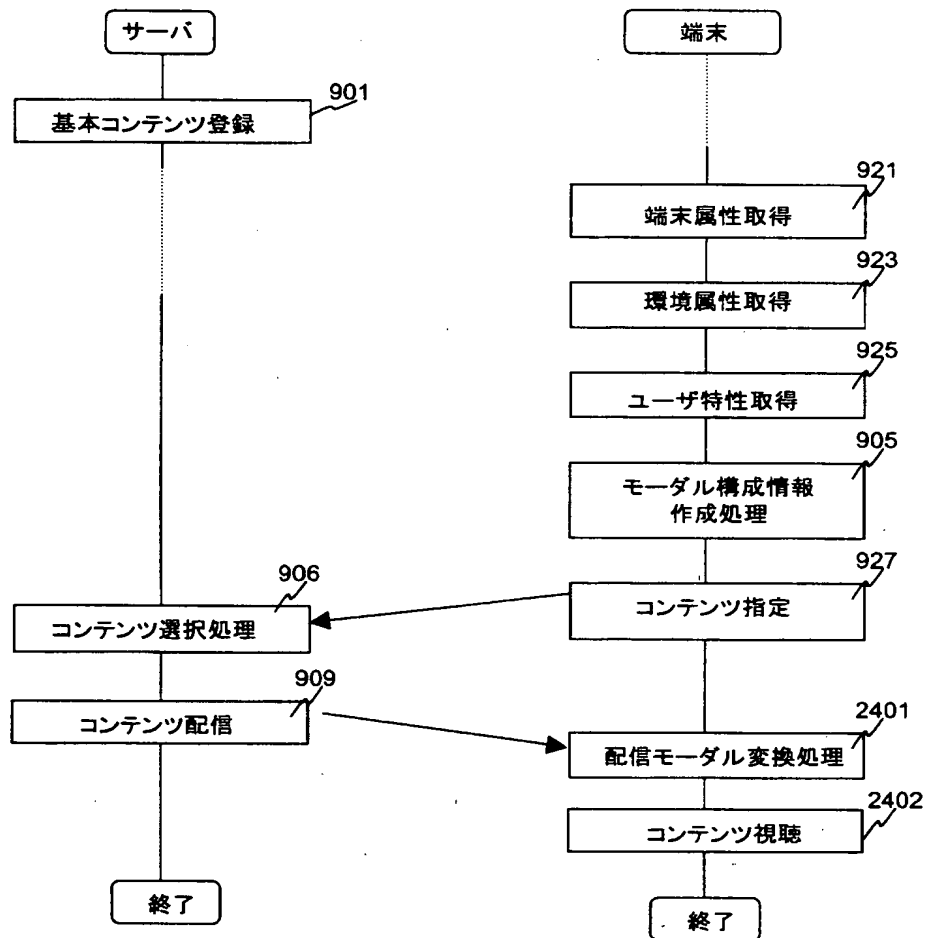 サーバ
端末
901
基本コンテンツ登録
921
端末属性取得
923
環境属性取得
925
ユーザ特性取得
905
モーダル構成情報
作成処理
906
927
コンテンツ選択処理
コンテンツ指定
909
コンテンツ配信
2401
配信モーダル変換処理
2402
コンテンツ視聴
終了
終了